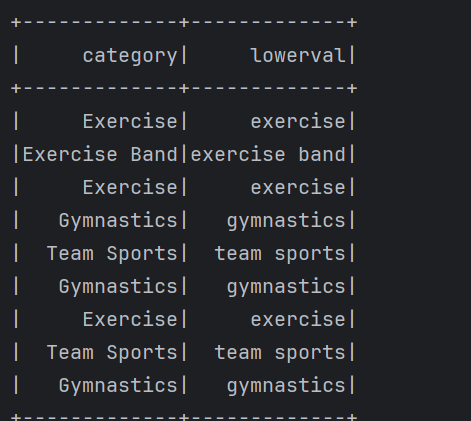 +-------------+-------------+
|     category|     lowerval|
+-------------+-------------+
|     Exercise|     exercise|
|Exercise Band|exercise band|
|     Exercise|     exercise|
|   Gymnastics|   gymnastics|
|  Team Sports|  team sports|
|   Gymnastics|   gymnastics|
|     Exercise|     exercise|
|  Team Sports|  team sports|
|   Gymnastics|   gymnastics|
+-------------+-------------+